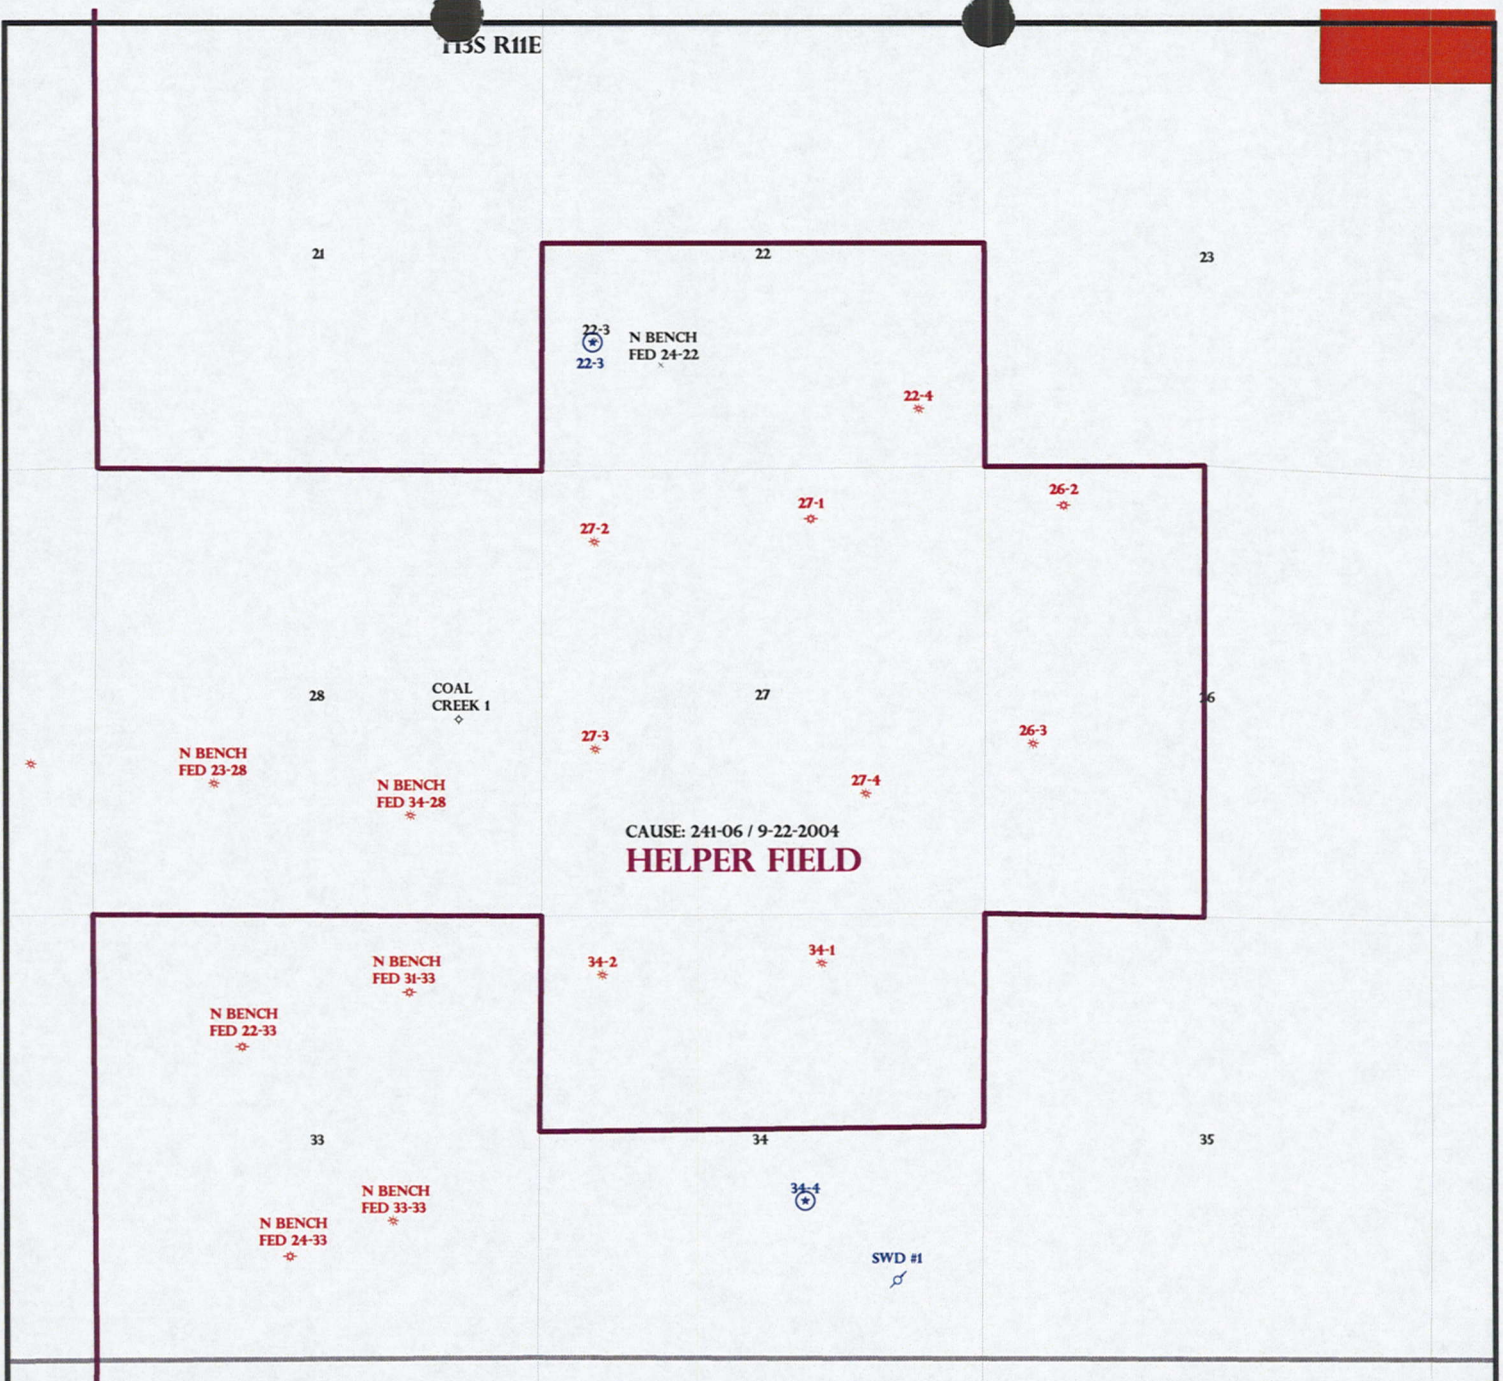 T13S R11E
21
22
23
22-3
22-3
N BENCH
FED 24-22
22-4
27-2
27-1
26-2
28
COAL
CREEK 1
27
26
27-3
26-3
N BENCH
FED 23-28
N BENCH
FED 34-28
27-4
CAUSE: 241-06 / 9-22-2004
HELPER FIELD
N BENCH
FED 31-33
34-2
34-1
N BENCH
FED 22-33
33
34
35
N BENCH
FED 33-33
34-4
N BENCH
FED 24-33
SWD #1